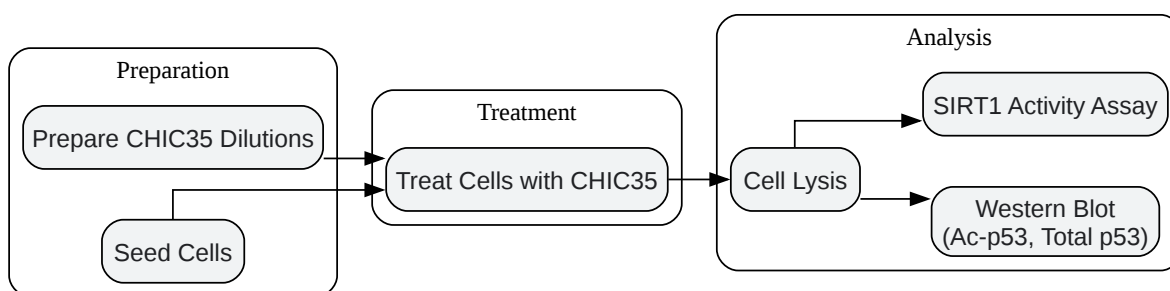 Preparation
Prepare CHIC35 Dilutions
Seed Cells
Treatment
Treat Cells with CHIC35
Analysis
Cell Lysis
SIRT1 Activity Assay
Western Blot
(Ac-p53, Total p53)